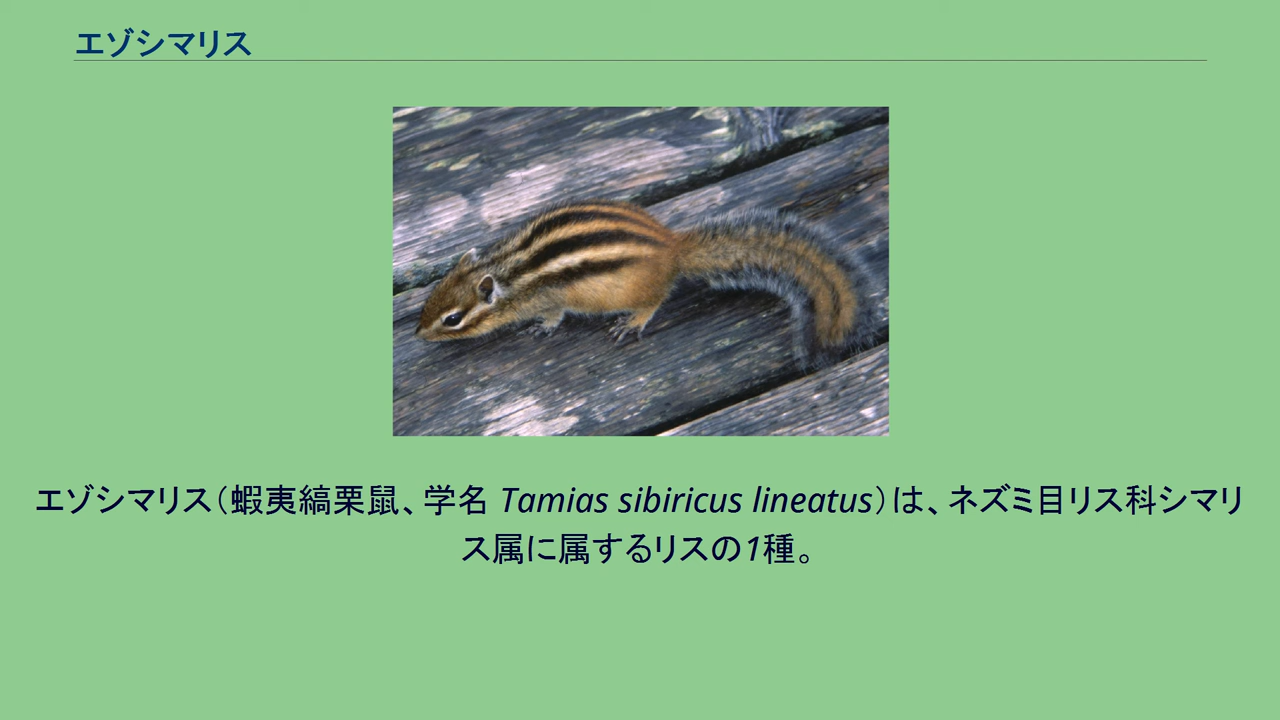 エゾシマリス
エゾシマリス（蝦夷縞栗鼠、学名 Tamias sibiricus lineatus）は、ネズミ目リス科シマリ
ス属に属するリスの1種。